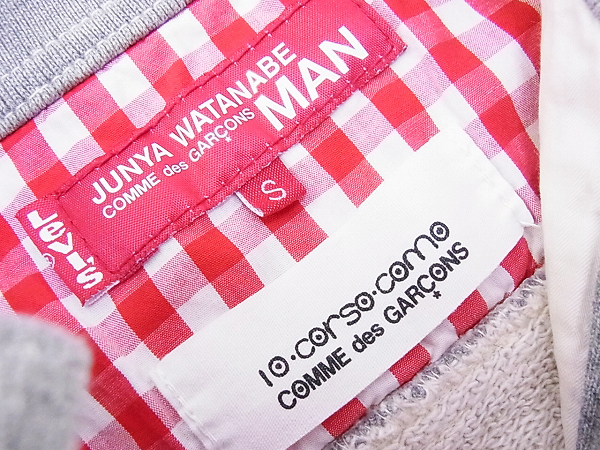 JUNYA WATANABE
COMME des GARÇONS
MAN
S
Levi's
®
10·corso·como
COMME des GARÇONS
*